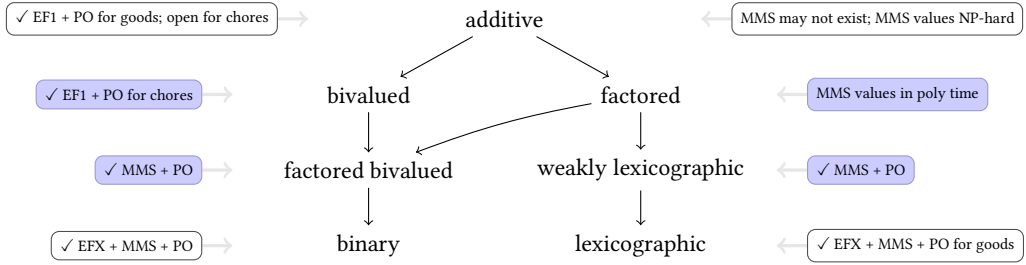 ✓ EF1 + PO for goods; open for chores
additive
MMS may not exist; MMS values NP-hard
✓ EF1 + PO for chores
bivalued
factored
MMS values in poly time
✓ MMS + PO
factored bivalued
weakly lexicographic
✓ MMS + PO
✓ EFX + MMS + PO
binary
lexicographic
✓ EFX + MMS + PO for goods